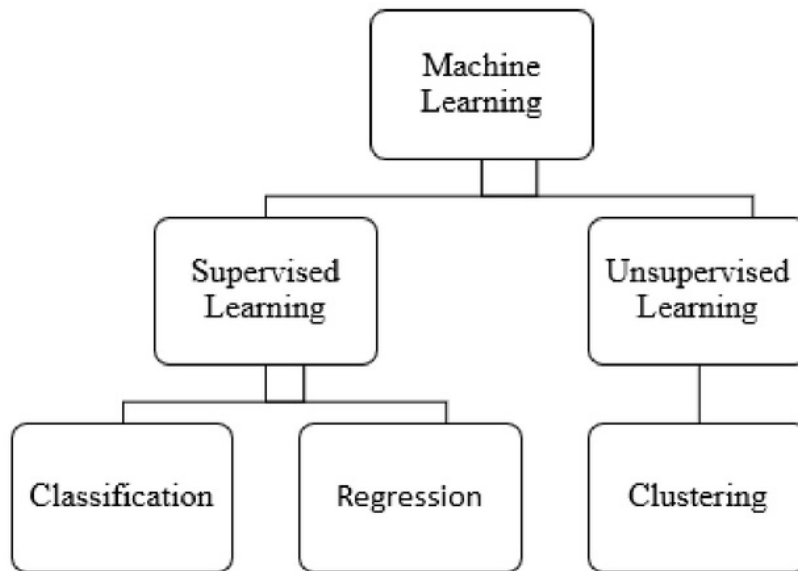 Machine
Learning
Supervised
Learning
Unsupervised
Learning
Classification
Regression
Clustering